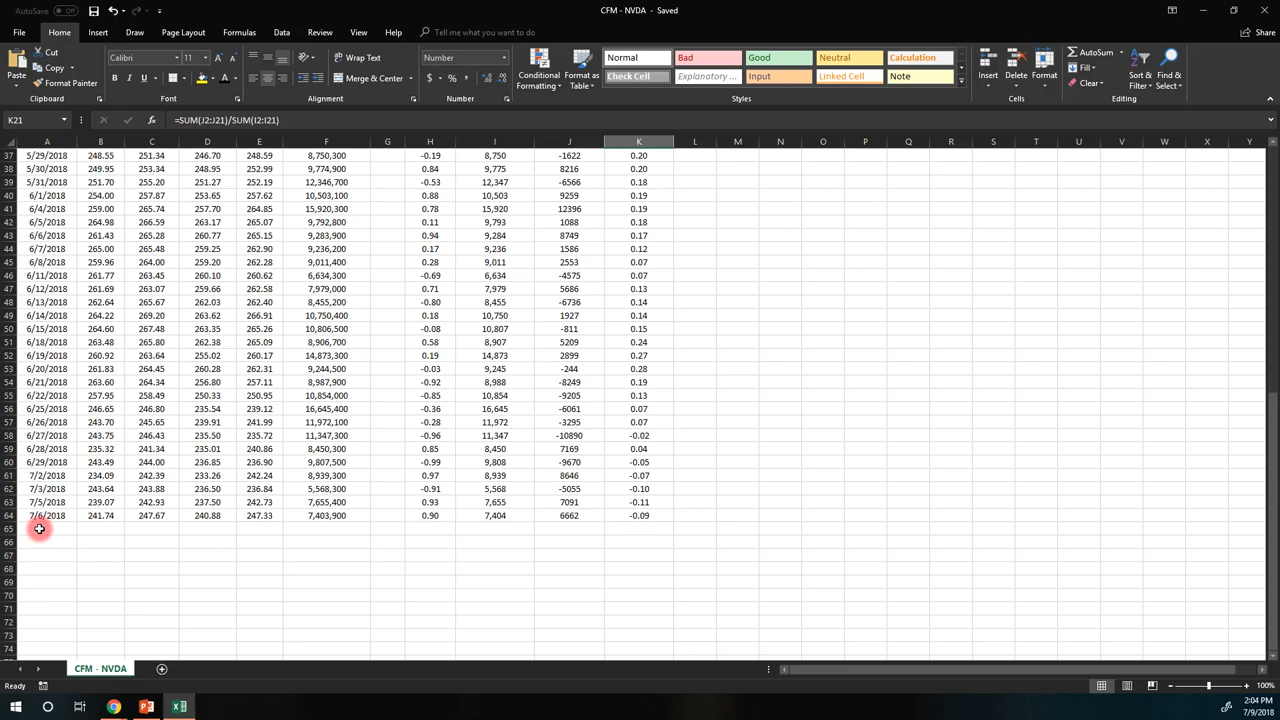 AutoSave Off
CFM - NVDA - Saved
File Home Insert Draw Page Layout Formulas Data Review View Help Tell me what you want to do Share
Paste Cut Copy Format Painter Clipboard
Calibri 11 B I U A Font
Wrap Text Merge & Center Alignment
Number $ % Number
Conditional Formatting Format as Table Normal Bad Good Neutral Calculation
Check Cell Explanatory ... Input Linked Cell Note Styles
Insert Delete Format Cells
AutoSum Fill Clear Sort & Filter Find & Select Editing
K21 fx =SUM(J2:J21)/SUM(I2:I21)
A B C D E F G H I J K L M N O P Q R S T U V W X Y
37 5/29/2018 248.55 251.34 246.70 248.59 8,750,300 -0.19 8,750 -1622 0.20
38 5/30/2018 249.95 253.34 248.95 252.99 9,774,900 0.84 9,775 8216 0.20
39 5/31/2018 251.70 255.20 251.27 252.19 12,346,700 -0.53 12,347 -6566 0.18
40 6/1/2018 254.00 257.87 253.65 257.62 10,503,100 0.88 10,503 9259 0.19
41 6/4/2018 259.00 265.74 257.70 264.85 15,920,300 0.78 15,920 12396 0.19
42 6/5/2018 264.98 266.59 263.17 265.07 9,792,800 0.11 9,793 1088 0.18
43 6/6/2018 261.43 265.28 260.77 265.15 9,283,900 0.94 9,284 8749 0.17
44 6/7/2018 265.00 265.48 259.25 262.90 9,236,200 0.17 9,236 1586 0.12
45 6/8/2018 259.96 264.00 259.20 262.28 9,011,400 0.28 9,011 2553 0.07
46 6/11/2018 261.77 263.45 260.10 260.62 6,634,300 -0.69 6,634 -4575 0.07
47 6/12/2018 261.69 263.07 259.66 262.58 7,979,000 0.71 7,979 5686 0.13
48 6/13/2018 262.64 265.67 262.03 262.40 8,455,200 -0.80 8,455 -6736 0.14
49 6/14/2018 264.22 269.20 263.62 266.91 10,750,400 0.18 10,750 1927 0.14
50 6/15/2018 264.60 267.48 263.35 265.26 10,806,500 -0.08 10,807 -811 0.15
51 6/18/2018 263.48 265.80 262.38 265.09 8,906,700 0.58 8,907 5209 0.24
52 6/19/2018 260.92 263.64 255.02 260.17 14,873,300 0.19 14,873 2899 0.27
53 6/20/2018 261.83 264.45 260.28 262.31 9,244,500 -0.03 9,245 -244 0.28
54 6/21/2018 263.60 264.34 256.80 257.11 8,987,900 -0.92 8,988 -8249 0.19
55 6/22/2018 257.95 258.49 250.33 250.95 10,854,000 -0.85 10,854 -9205 0.13
56 6/25/2018 246.65 246.80 235.54 239.12 16,645,400 -0.36 16,645 -6061 0.07
57 6/26/2018 243.70 245.65 239.91 241.99 11,972,100 -0.28 11,972 -3295 0.07
58 6/27/2018 243.75 246.43 235.50 235.72 11,347,300 -0.96 11,347 -10890 -0.02
59 6/28/2018 235.32 241.34 235.01 240.86 8,450,300 0.85 8,450 7169 0.04
60 6/29/2018 243.49 244.00 236.85 236.90 9,807,500 -0.99 9,808 -9670 -0.05
61 7/2/2018 234.09 242.39 233.26 242.24 8,939,300 0.97 8,939 8646 -0.07
62 7/3/2018 243.64 243.88 236.50 236.84 5,568,300 -0.91 5,568 -5055 -0.10
63 7/5/2018 239.07 242.93 237.50 242.73 7,655,400 0.93 7,655 7091 -0.11
64 7/6/2018 241.74 247.67 240.88 247.33 7,403,900 0.90 7,404 6662 -0.09
65
66
67
68
69
70
71
72
73
74
CFM - NVDA
Ready 100%
2:04 PM
7/9/2018